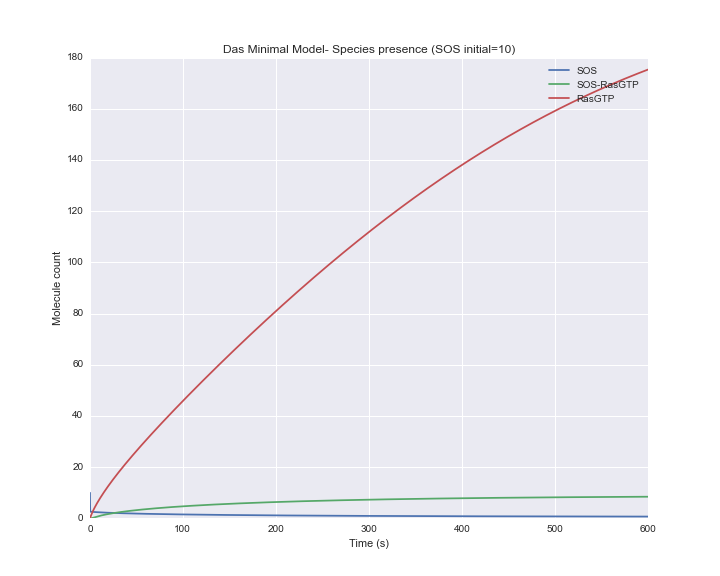 Das Minimal Model- Species presence (SOS initial=10)
180
160
140
120
100
80
60
40
20
0
Molecule count
SOS
SOS-RasGTP
RasGTP
0 100 200 300 400 500 600
Time (s)